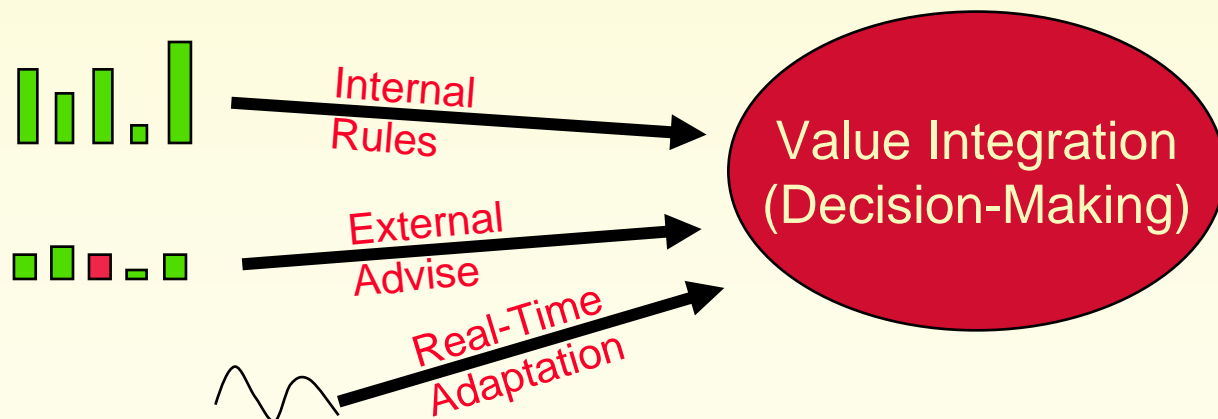 Internal
Rules
External
Advise
Real-Time
Adaptation
Value Integration
(Decision-Making)